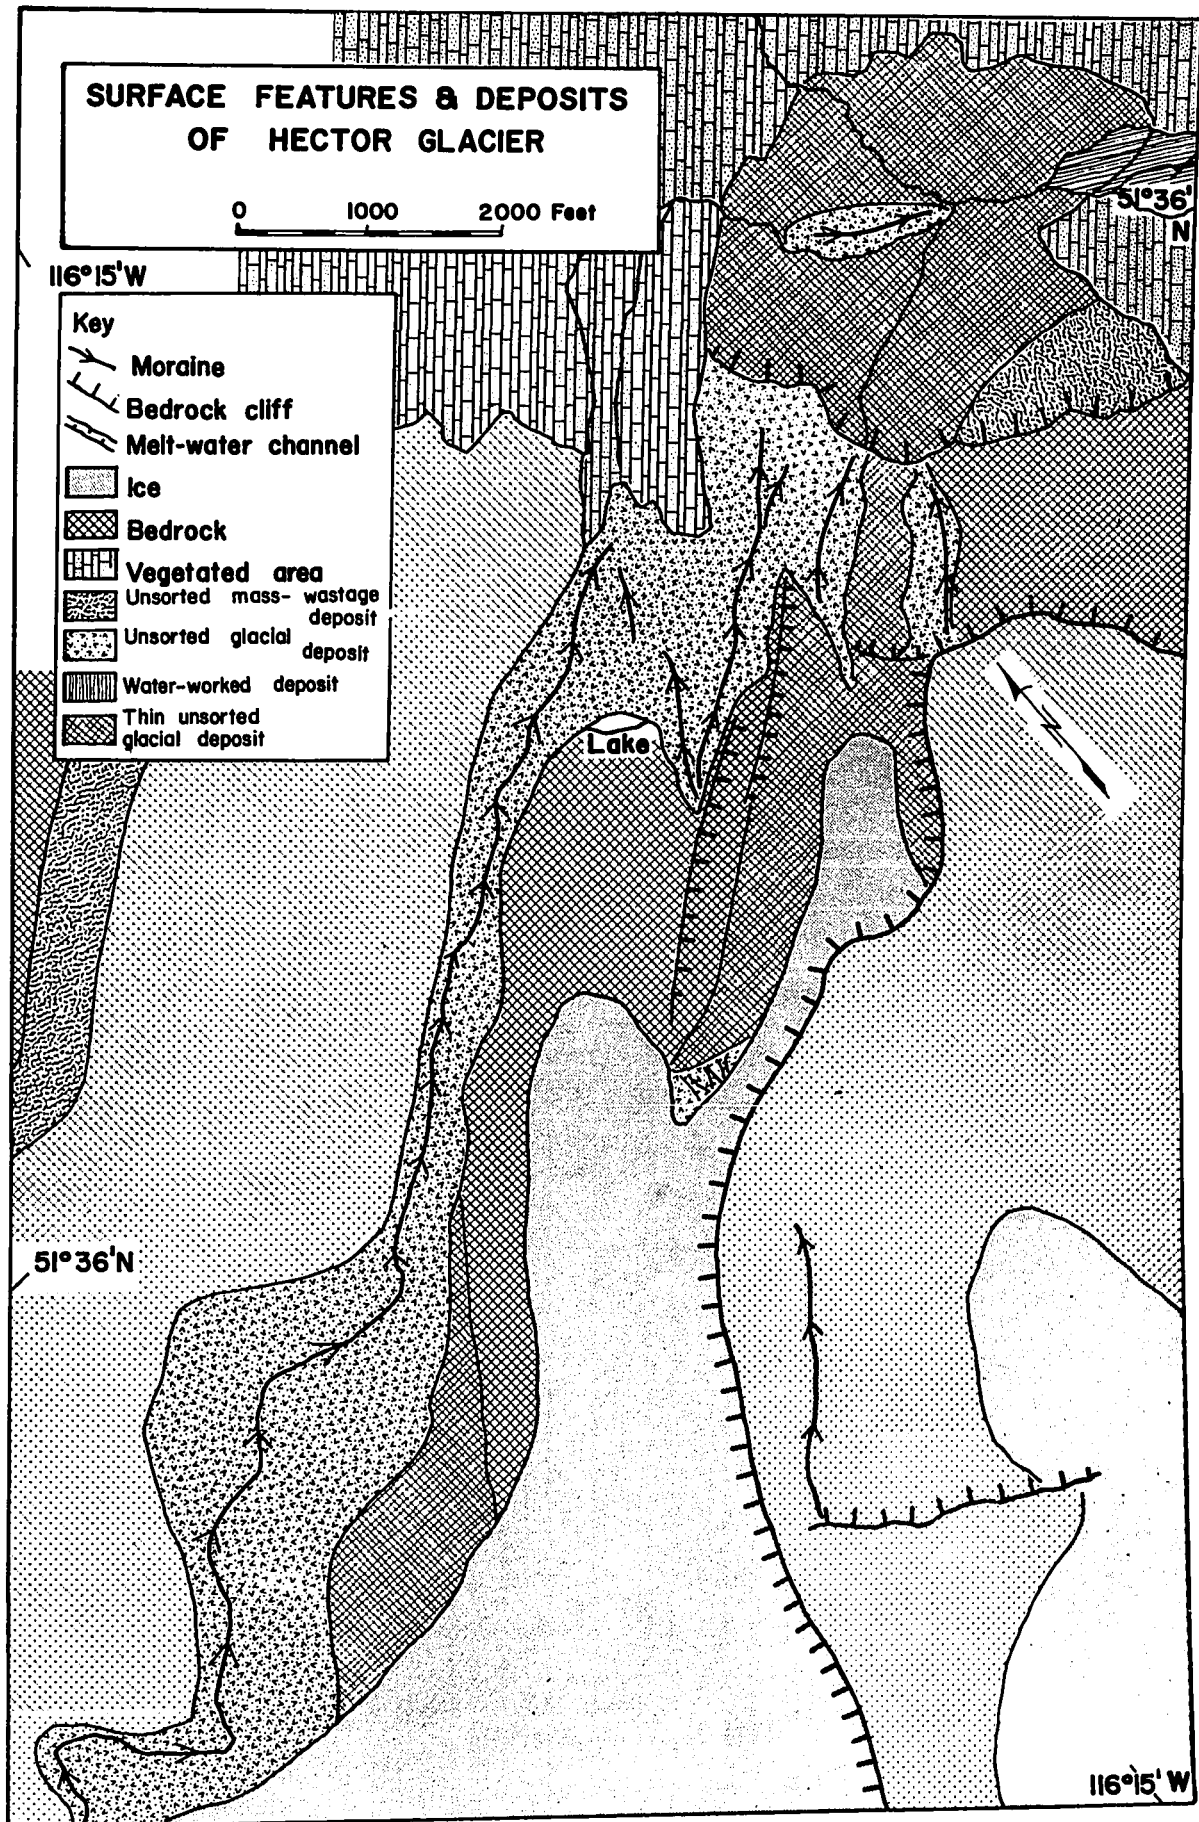 SURFACE FEATURES & DEPOSITS
OF HECTOR GLACIER
0 1000 2000 Feet
51°36'
N
116°15'W
Key
Moraine
Bedrock cliff
Melt-water channel
Ice
Bedrock
Vegetated area
Unsorted mass-wastage
deposit
Unsorted glacial
deposit
Water-worked deposit
Thin unsorted
glacial deposit
Lake
N
51°36'N
116°15'W